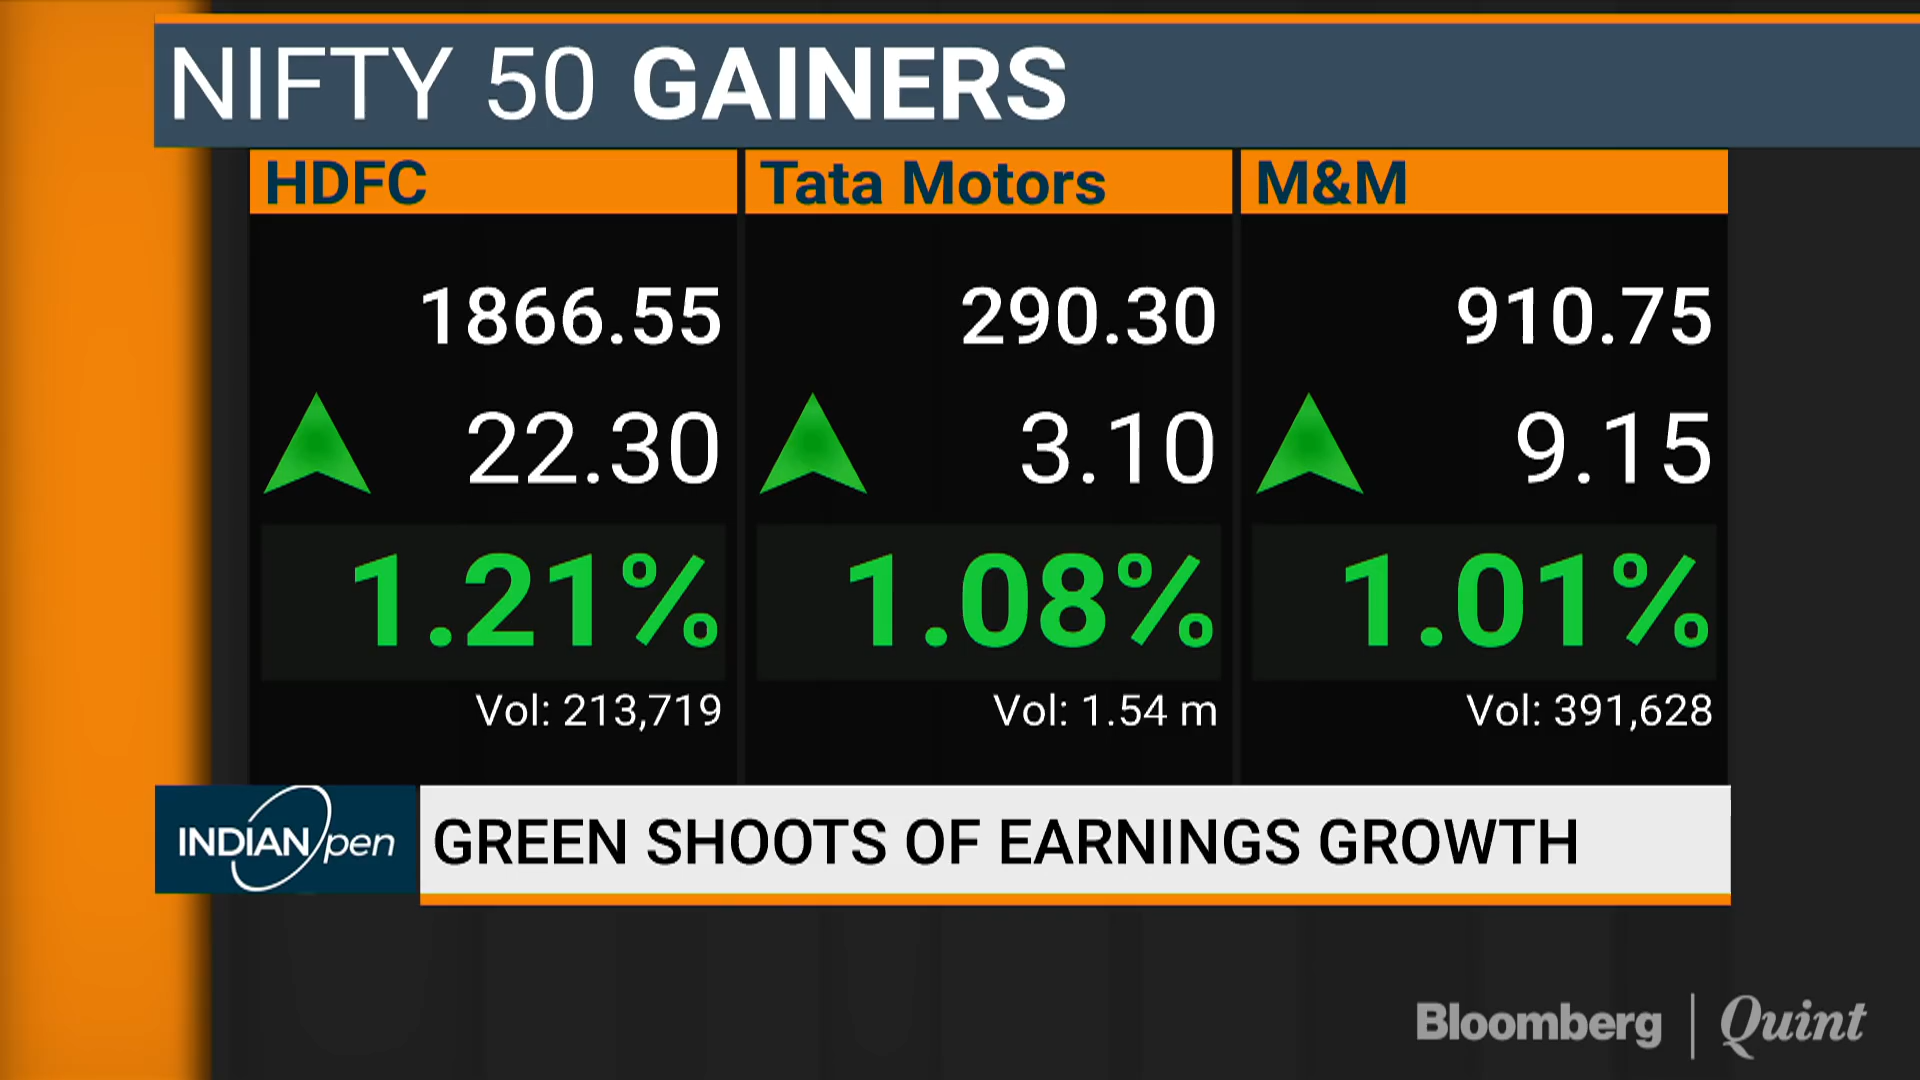 NIFTY 50 GAINERS
HDFC
1866.55
22.30
1.21%
Vol: 213,719
Tata Motors
290.30
3.10
1.08%
Vol: 1.54 m
M&M
910.75
9.15
1.01%
Vol: 391,628
INDIAN Open
GREEN SHOOTS OF EARNINGS GROWTH
Bloomberg | Quint